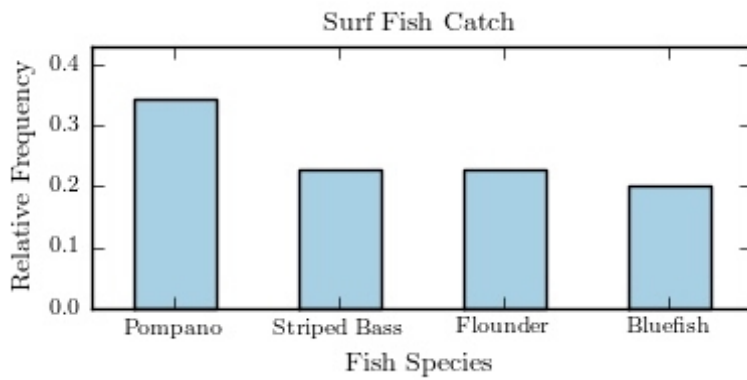 Surf Fish Catch
Relative Frequency
0.4
0.3
0.2
0.1
0.0
Pompano Striped Bass Flounder Bluefish
Fish Species